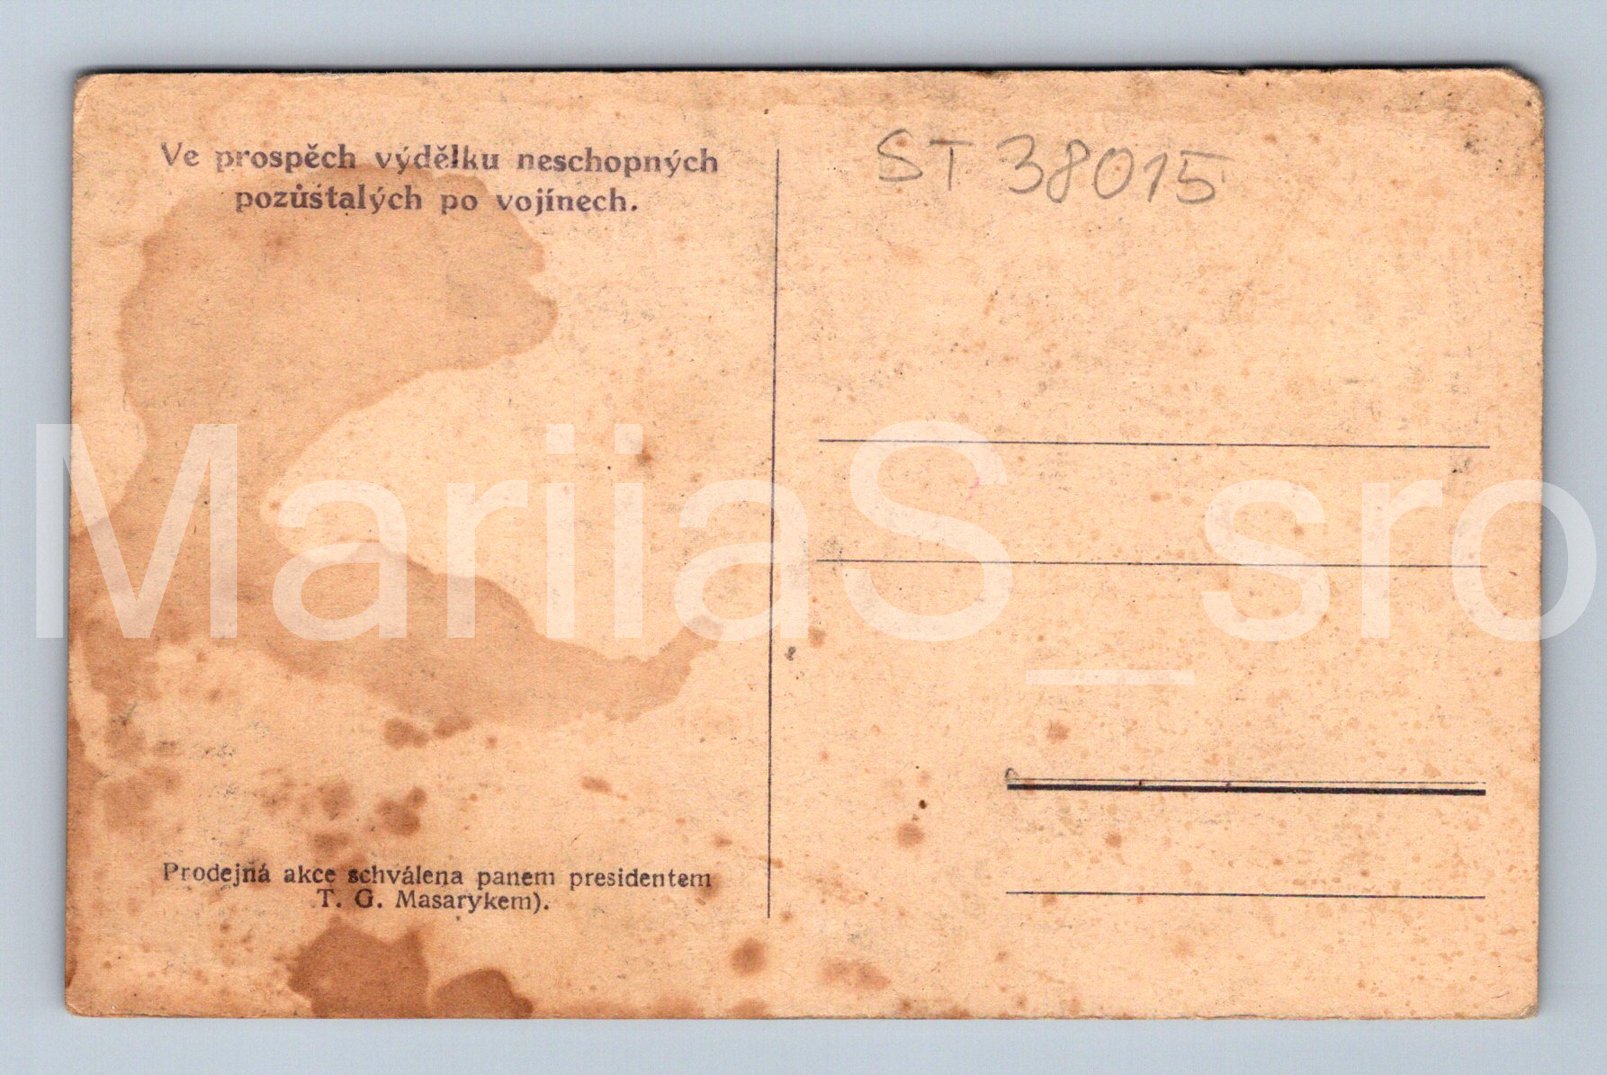 Ve prospěch výdělku neschopných
pozůstalých po vojínech.
ST 38015
Prodejná akce schválena panem presidentem
T. G. Masarykem).
MariiaS_sro